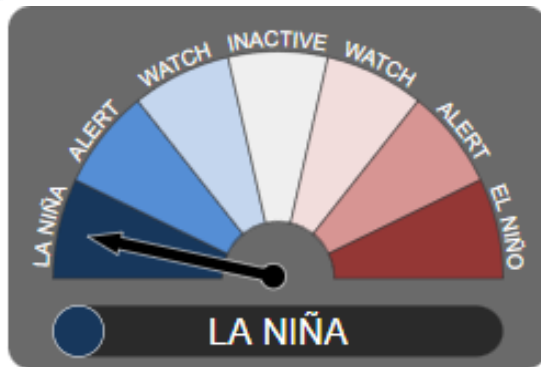 LA NIÑA
ALERT
WATCH
INACTIVE
WATCH
ALERT
EL NIÑO
LA NIÑA